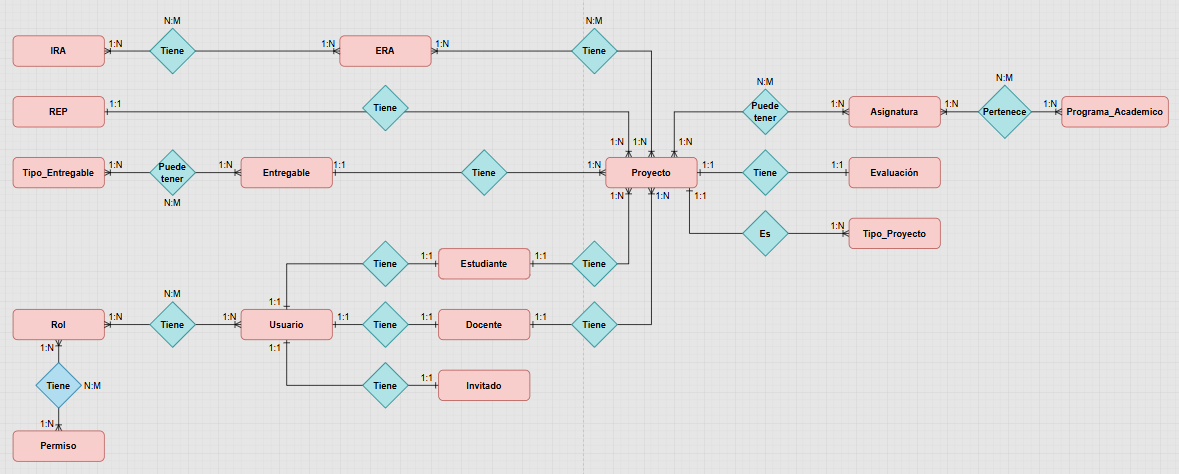 N:M
N:M
IRA
1:N
Tiene
1:N
ERA
1:N
Tiene
N:M
N:M
REP
1:1
Tiene
Puede
tener
1:N
Asignatura
1:N
Pertenece
1:N
Programa_Academico
1:N
1:N
1:N
Tipo_Entregable
1:N
Puede
tener
N:M
1:N
Entregable
1:1
Tiene
1:N
Proyecto
1:1
Tiene
1:1
Evaluación
1:N
1:N
1:1
Es
1:N
Tipo_Proyecto
Tiene
1:1
Estudiante
1:1
Tiene
N:M
1:1
Rol
1:N
Tiene
1:N
Usuario
1:1
Tiene
1:1
Docente
1:1
Tiene
1:N
1:1
Tiene
N:M
Tiene
1:1
Invitado
1:N
Permiso